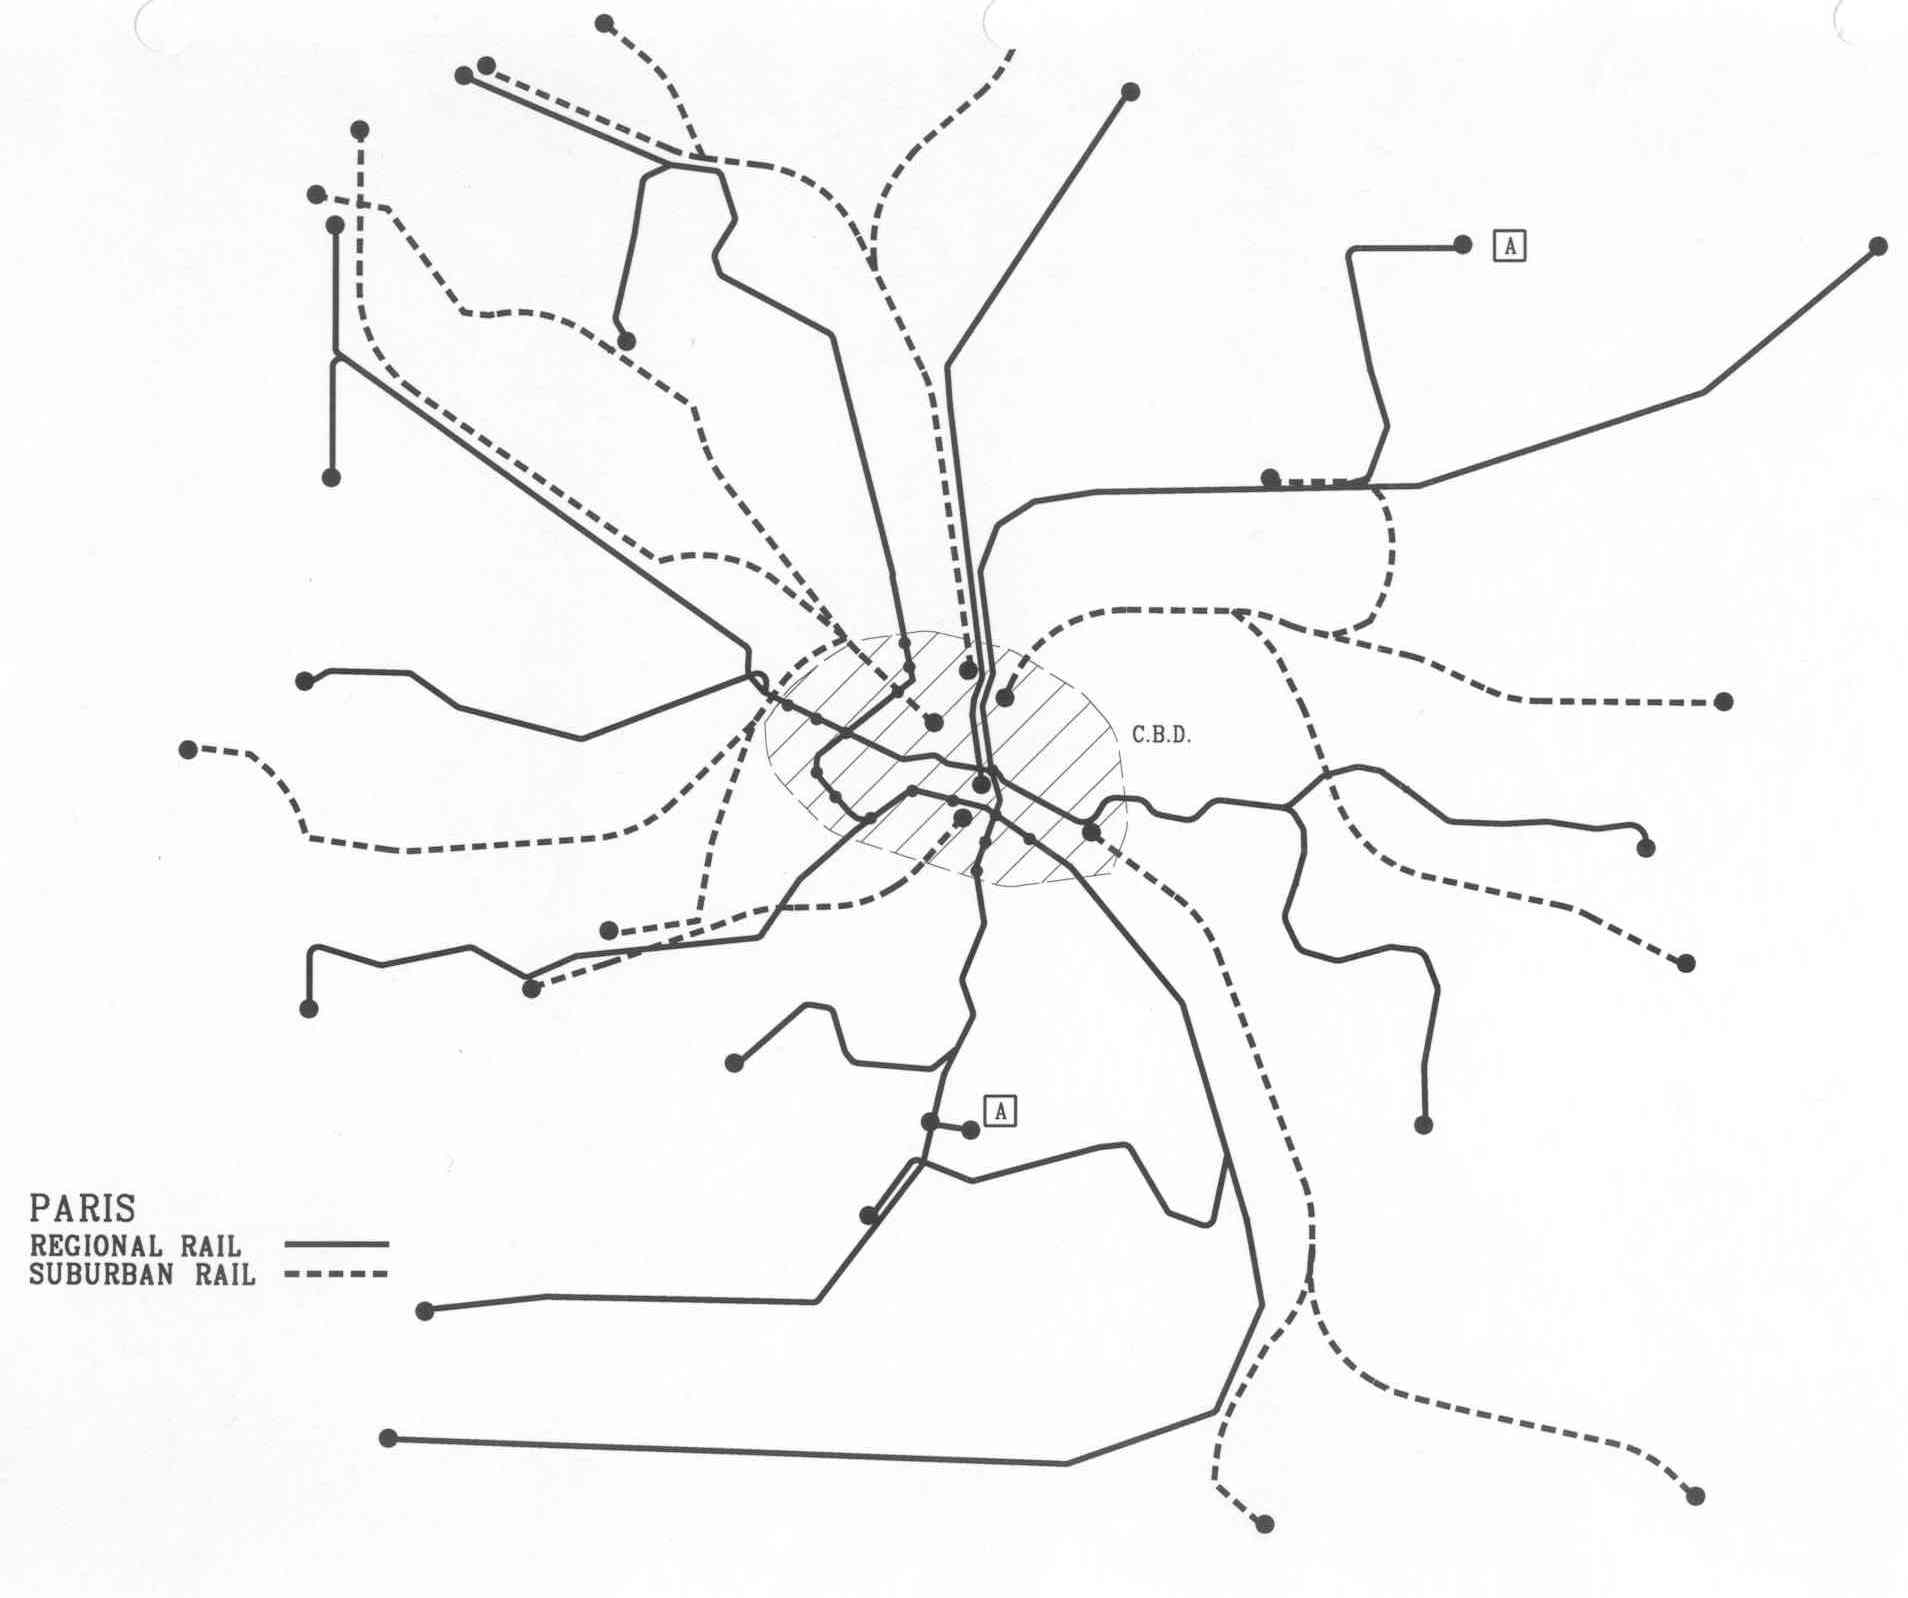 A
C.B.D.
A
PARIS
REGIONAL RAIL
SUBURBAN RAIL